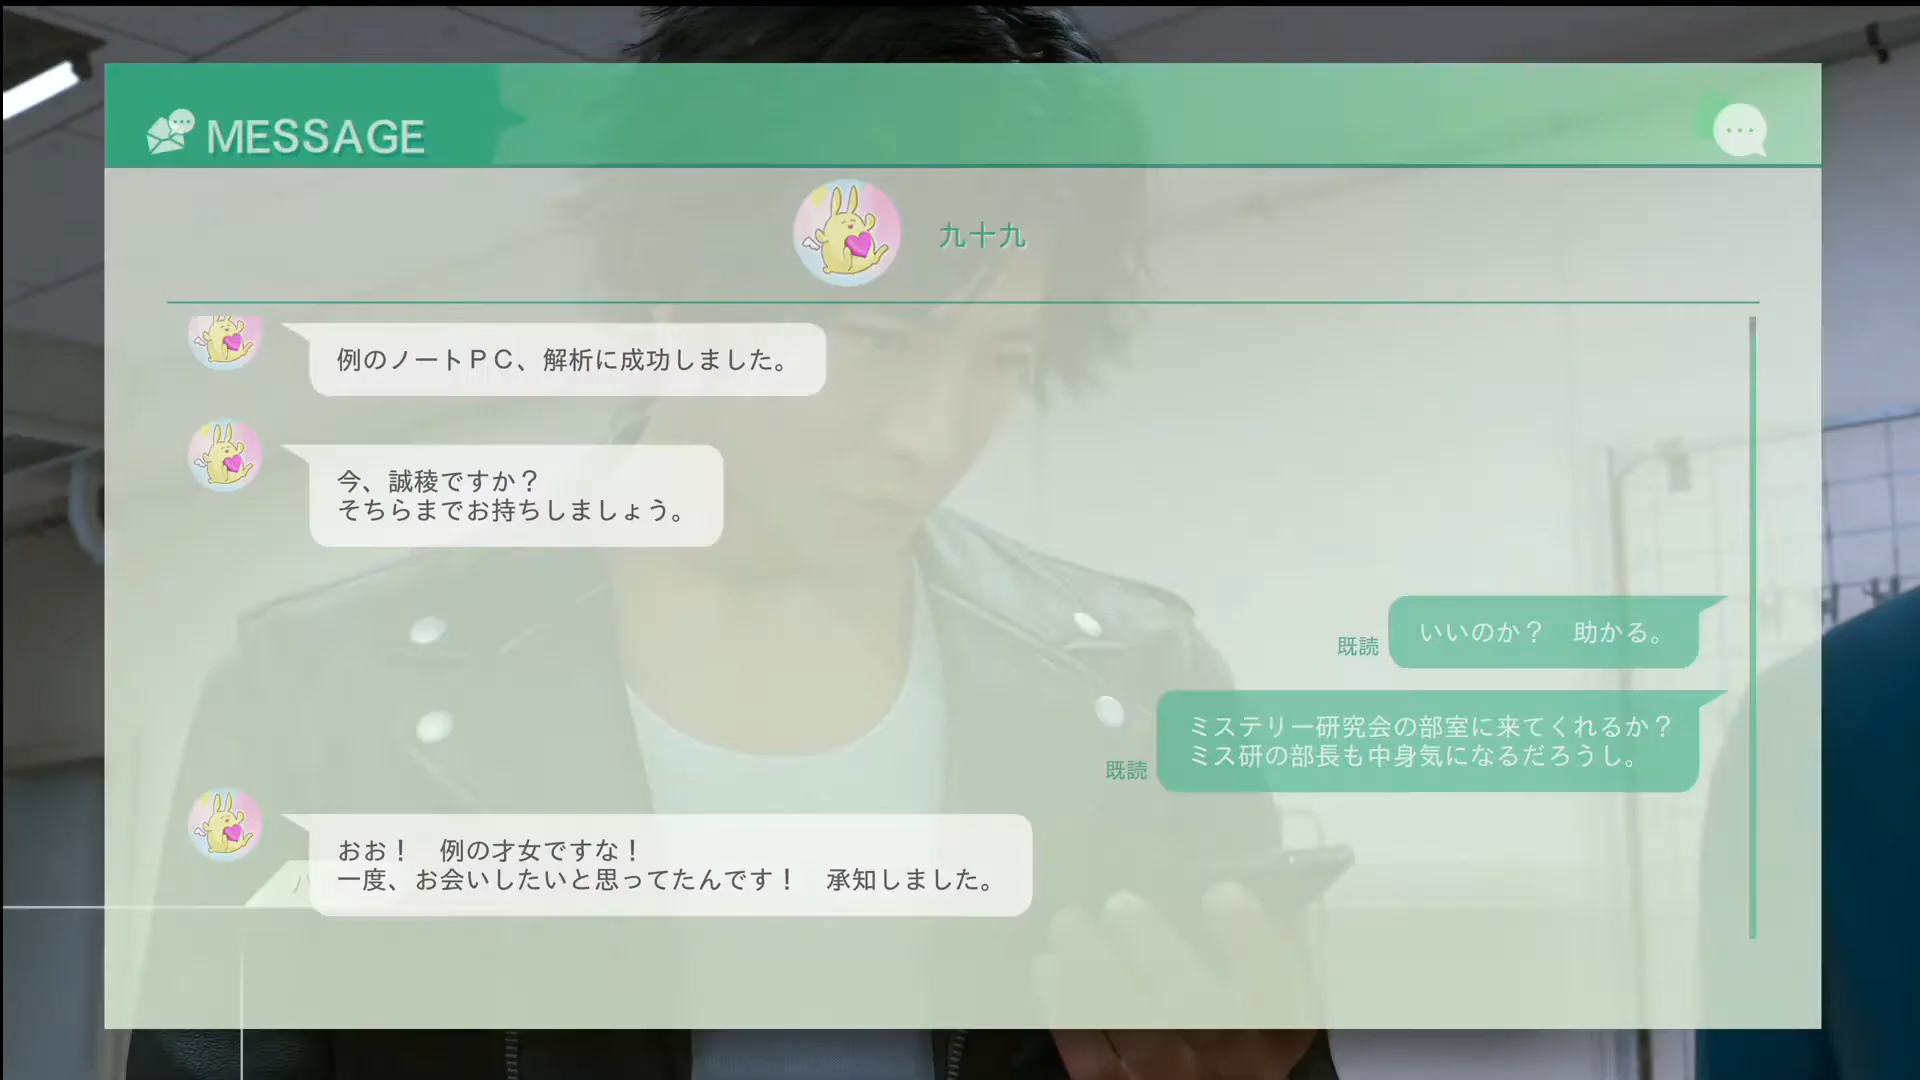 MESSAGE
九十九
例のノートＰＣ、解析に成功しました。
今、誠稜ですか？
そちらまでお持ちしましょう。
いいのか？　助かる。
既読
ミステリー研究会の部室に来てくれるか？
ミス研の部長も中身気になるだろうし。
既読
おお！　例の才女ですな！
一度、お会いしたいと思ってたんです！　承知しました。